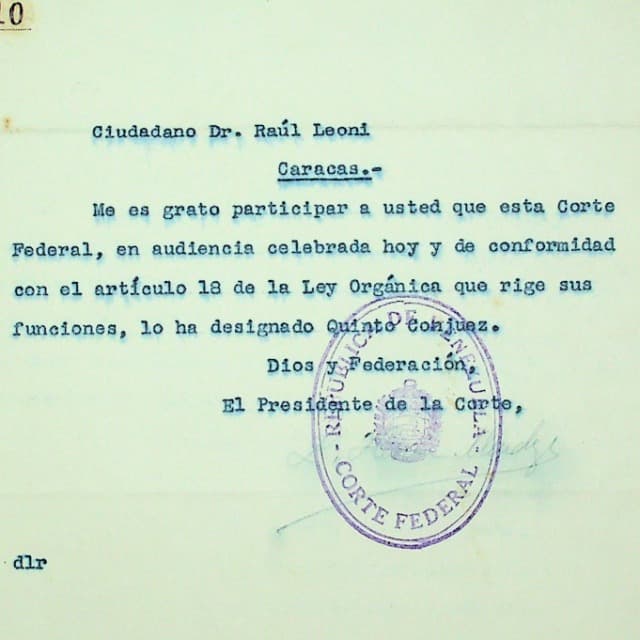 10
Ciudadano Dr. Raúl Leoni
Caracas.-
Me es grato participar a usted que esta Corte
Federal, en audiencia celebrada hoy y de conformidad
con el artículo 18 de la Ley Orgánica que rige sus
funciones, lo ha designado Quinto Conjuez.
Dios y Federación,
El Presidente de la Corte,
REPUBLICA DE VENEZUELA
- CORTE FEDERAL -
dlr